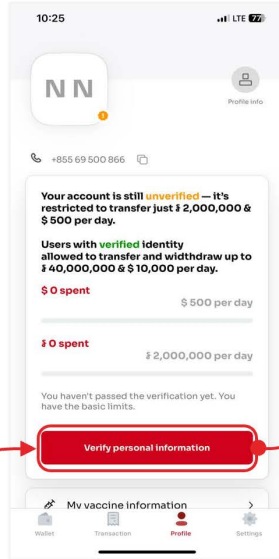 10:25
LTE 77
N N
!
Profile info
+855 69 500 866
Your account is still unverified — it’s
restricted to transfer just ៛ 2,000,000 &
$ 500 per day.
Users with verified identity
allowed to transfer and widthdraw up to
៛ 40,000,000 & $ 10,000 per day.
$ 0 spent
$ 500 per day
៛ 0 spent
៛ 2,000,000 per day
You haven't passed the verification yet. You
have the basic limits.
Verify personal information
My vaccine information
Wallet
Transaction
Profile
Settings